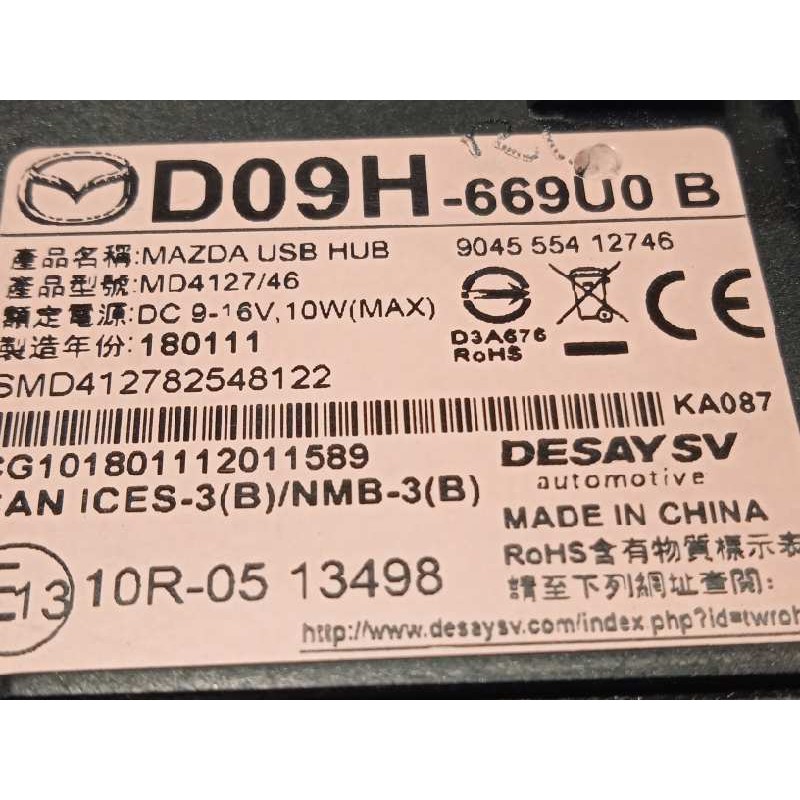 D09H-669U0 B
產品名稱:MAZDA USB HUB
9045 554 12746
產品型號:MD4127/46
額定電源:DC 9-16V,10W(MAX)
D3A676
RoHS
CE
製造年份:180111
SMD412782548122
KA087
CG101801112011589
DESAY SV
automotive
CAN ICES-3(B)/NMB-3(B)
MADE IN CHINA
RoHS含有物質標示表
E13
10R-05 13498
請至下列網址查閱:
http://www.desaysv.com/index.php?id=twroh